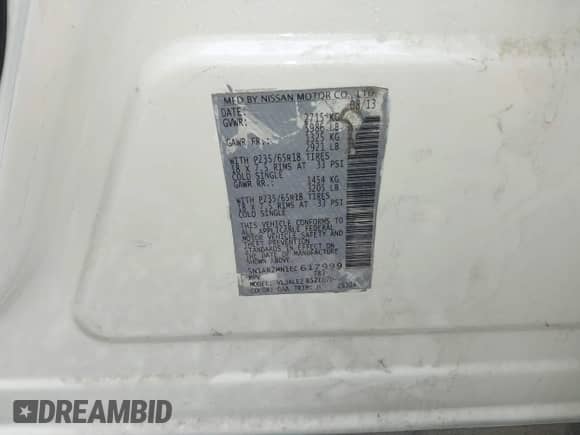 MFD BY NISSAN MOTOR CO., LTD.
DATE: 08/13
GVWR: 2715 KG
5986 LB
GAWR FR.: 1325 KG
2921 LB
WITH P235/65R18 TIRES
18 X 7.5 RIMS AT 33 PSI
COLD SINGLE
GAWR RR.: 1454 KG
3205 LB
WITH P235/65R18 TIRES
18 X 7.5 RIMS AT 33 PSI
COLD SINGLE
THIS VEHICLE CONFORMS TO
ALL APPLICABLE FEDERAL
MOTOR VEHICLE SAFETY AND
THEFT PREVENTION
STANDARDS IN EFFECT ON
THE DATE OF MANUFACTURE
SHOWN ABOVE.
5N1AR2MN1EC617999
MPV
MODEL:
COLOR: QAA TRIM:
DREAMBID